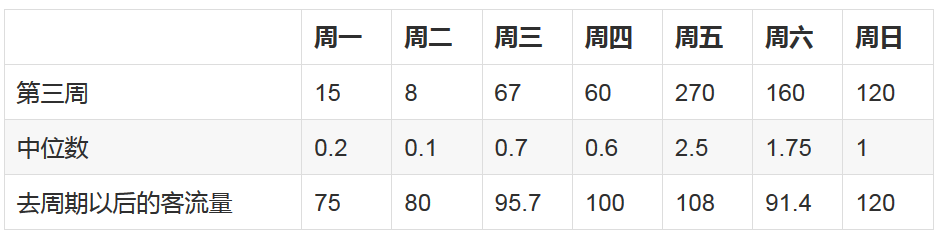 周一 周二 周三 周四 周五 周六 周日
第三周 15 8 67 60 270 160 120
中位数 0.2 0.1 0.7 0.6 2.5 1.75 1
去周期以后的客流量 75 80 95.7 100 108 91.4 120